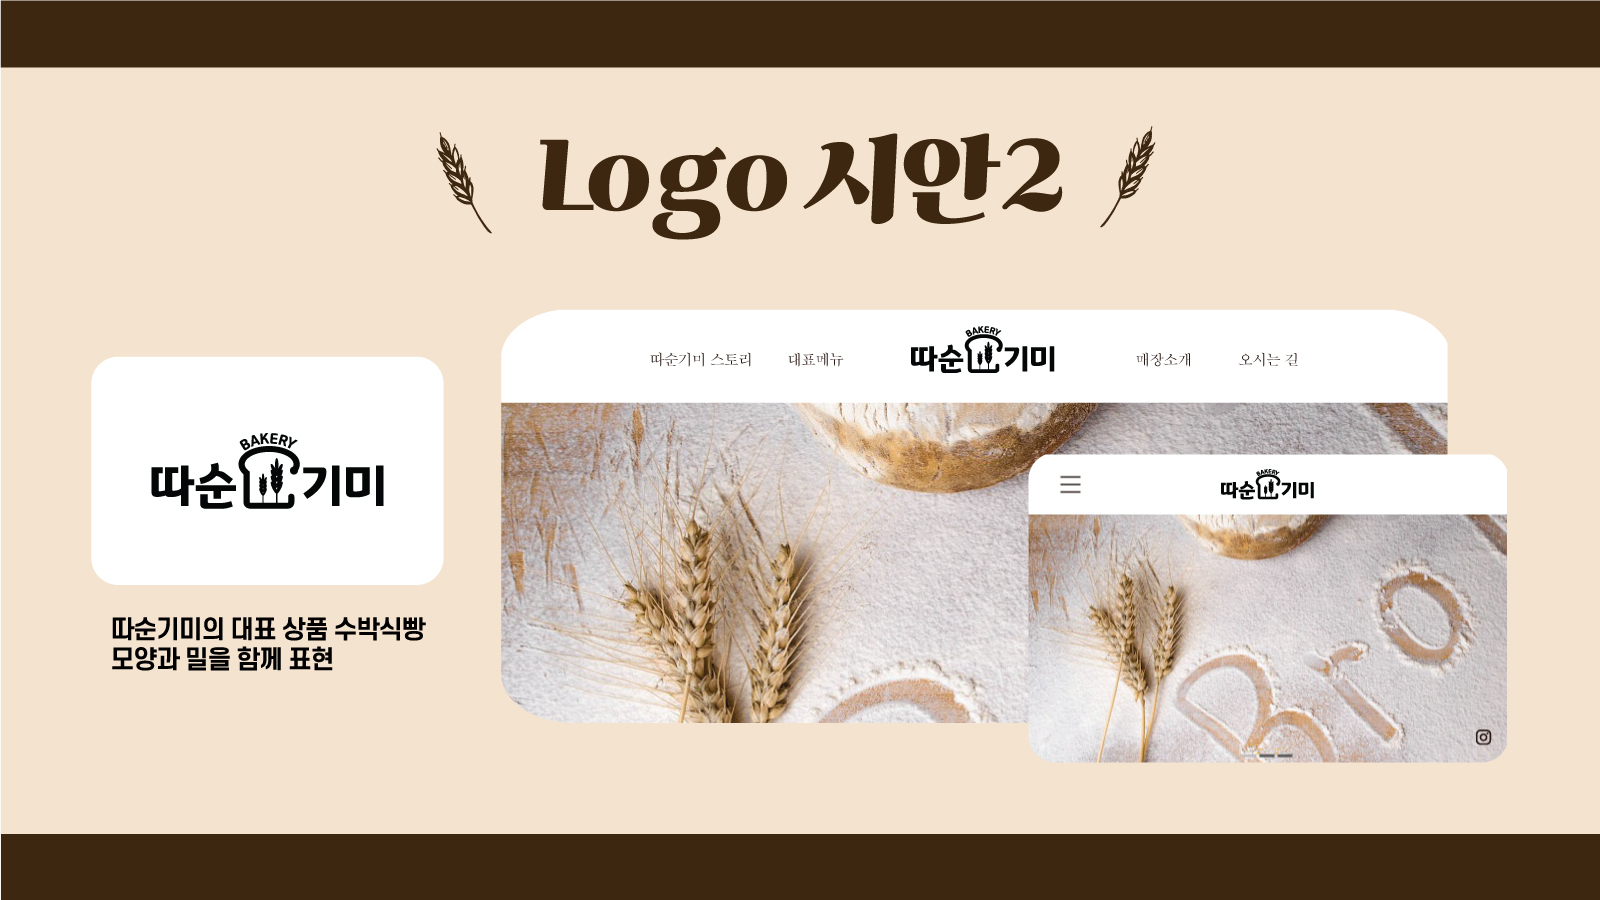 Logo 시안2
BAKERY
따순기미
따순기미의 대표 상품 수박식빵
모양과 밀을 함께 표현
따순기미 스토리
대표메뉴
BAKERY
따순기미
매장소개
오시는 길
BAKERY
따순기미
Bro